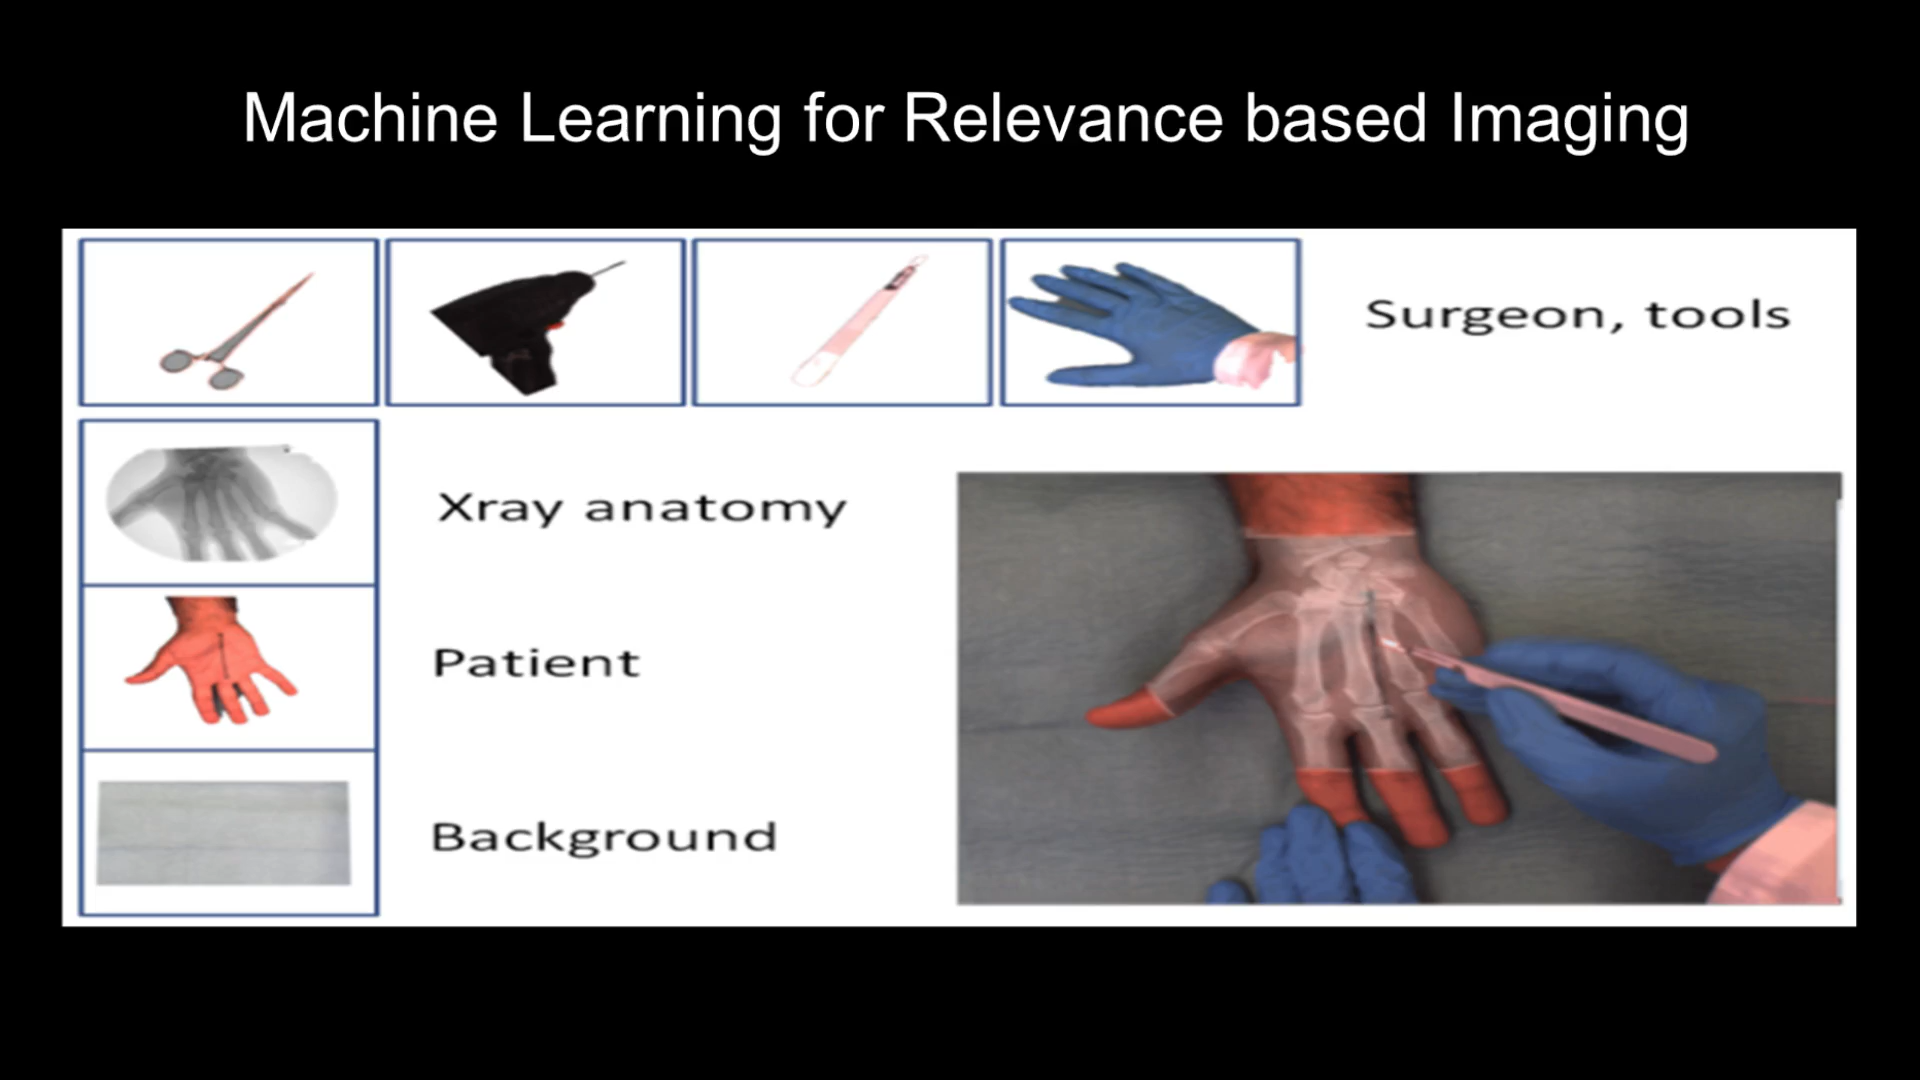 Machine Learning for Relevance based Imaging
Surgeon, tools
Xray anatomy
Patient
Background